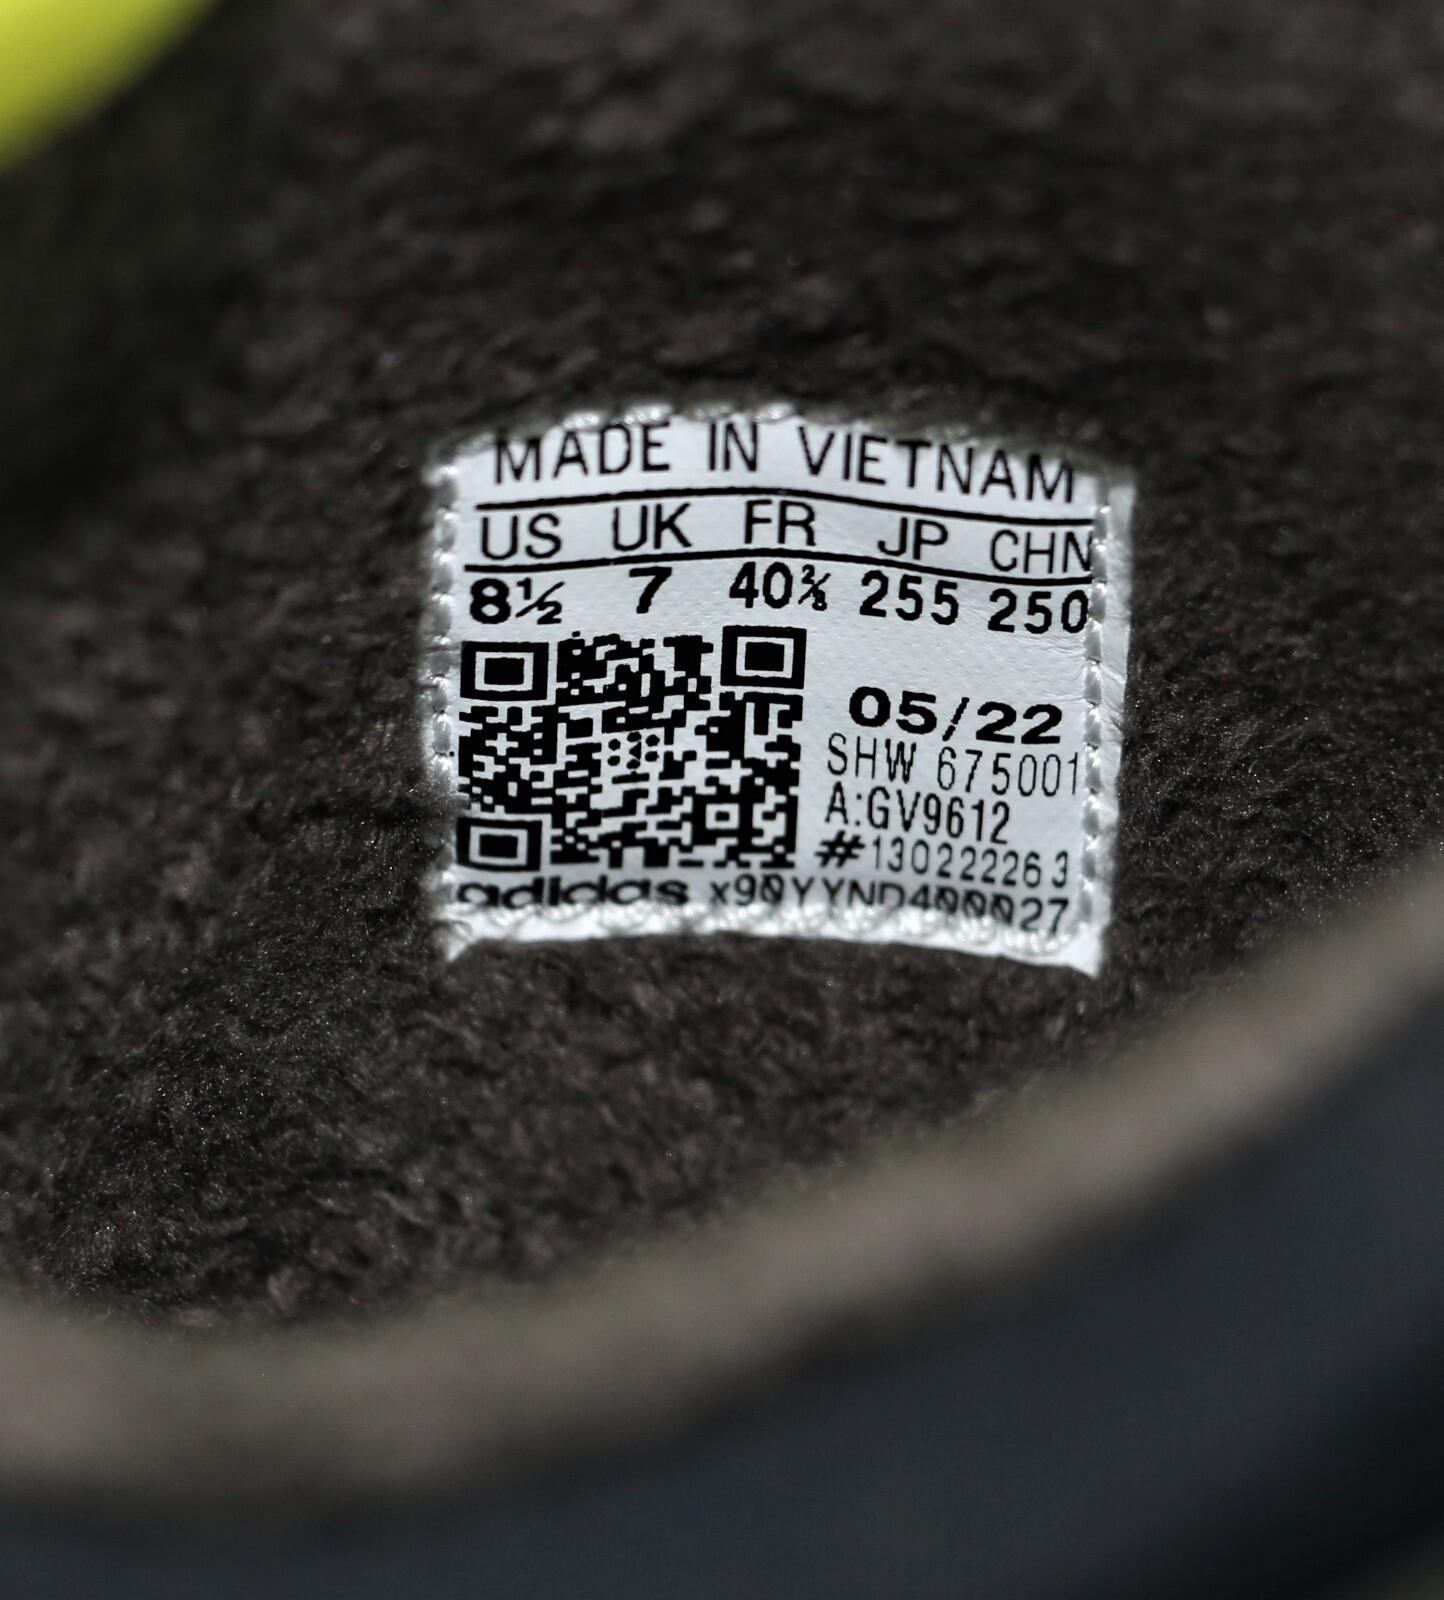 MADE IN VIETNAM
US UK FR JP CHN
8½ 7 40⅔ 255 250
05/22
SHW 675001
A:GV9612
#130222263
adidas x90YYND400027